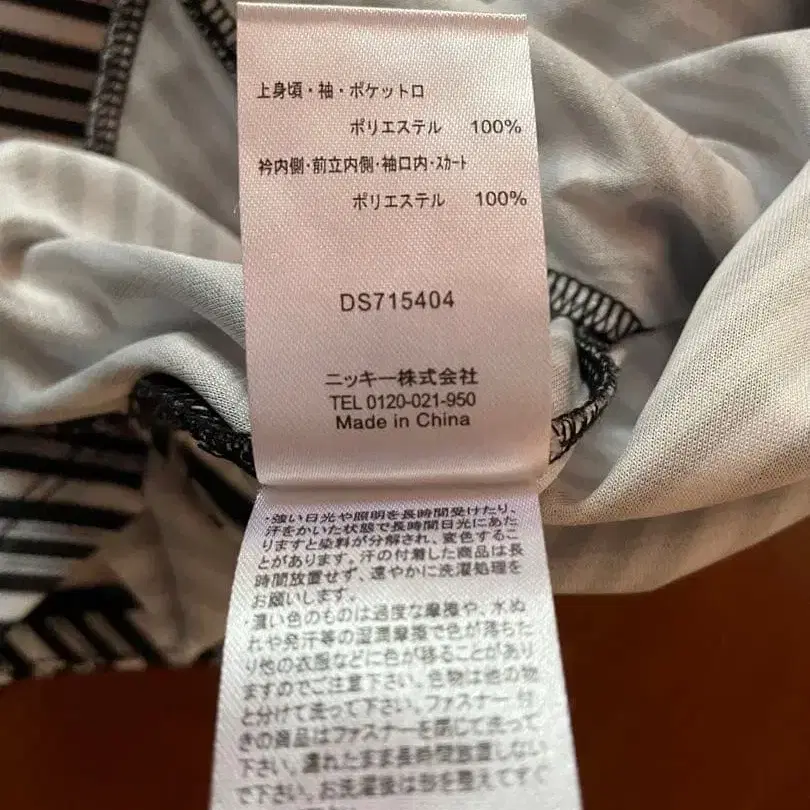 上身頃・袖・ポケット口
ポリエステル 100%
衿内側・前立内側・袖口内・スカート
ポリエステル 100%
DS715404
ニッキー株式会社
TEL 0120-021-950
Made in China
・強い日光や照明を長時間受けたり、
汗をかいた状態で長時間日光にあた
りますと染料が分解され、変色するこ
とがあります。汗の付着した商品は長
時間放置せず、速やかに洗濯処理を
お願いします。
・濃い色のものは過度な摩擦や、水ぬ
れや発汗等の湿潤摩擦で色が落ちた
り他の衣服などに色が移ることがあり
ますのでご注意下さい。色物は他の物
と分けて洗って下さい。ファスナー付
きの商品はファスナーを閉じて洗って
下さい。濡れたまま長時間放置しない
で下さい。お洗濯後は形を整えてすぐ